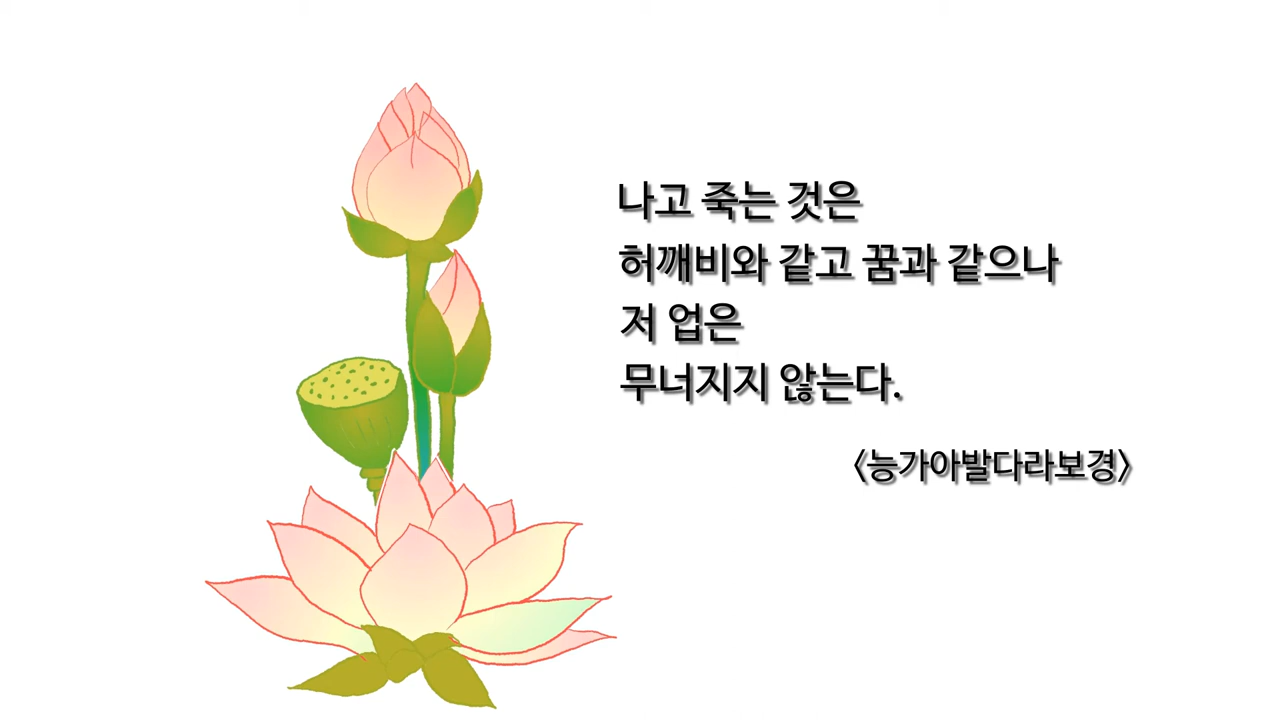 나고 죽는 것은
허깨비와 같고 꿈과 같으나
저 업은
무너지지 않는다.
〈능가아발다라보경〉